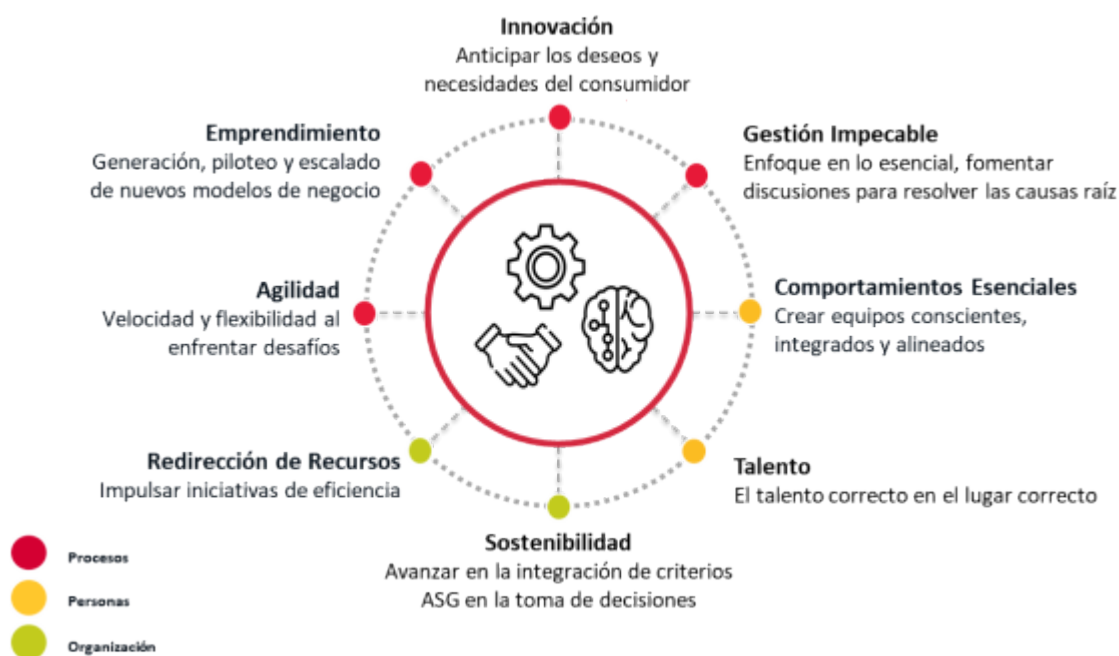 Innovación
Anticipar los deseos y
necesidades del consumidor
Gestión Impecable
Enfoque en lo esencial, fomentar
discusiones para resolver las causas raíz
Comportamientos Esenciales
Crear equipos conscientes,
integrados y alineados
Talento
El talento correcto en el lugar correcto
Sostenibilidad
Avanzar en la integración de criterios
ASG en la toma de decisiones
Redirección de Recursos
Impulsar iniciativas de eficiencia
Agilidad
Velocidad y flexibilidad al
enfrentar desafíos
Emprendimiento
Generación, piloteo y escalado
de nuevos modelos de negocio
Procesos
Personas
Organización